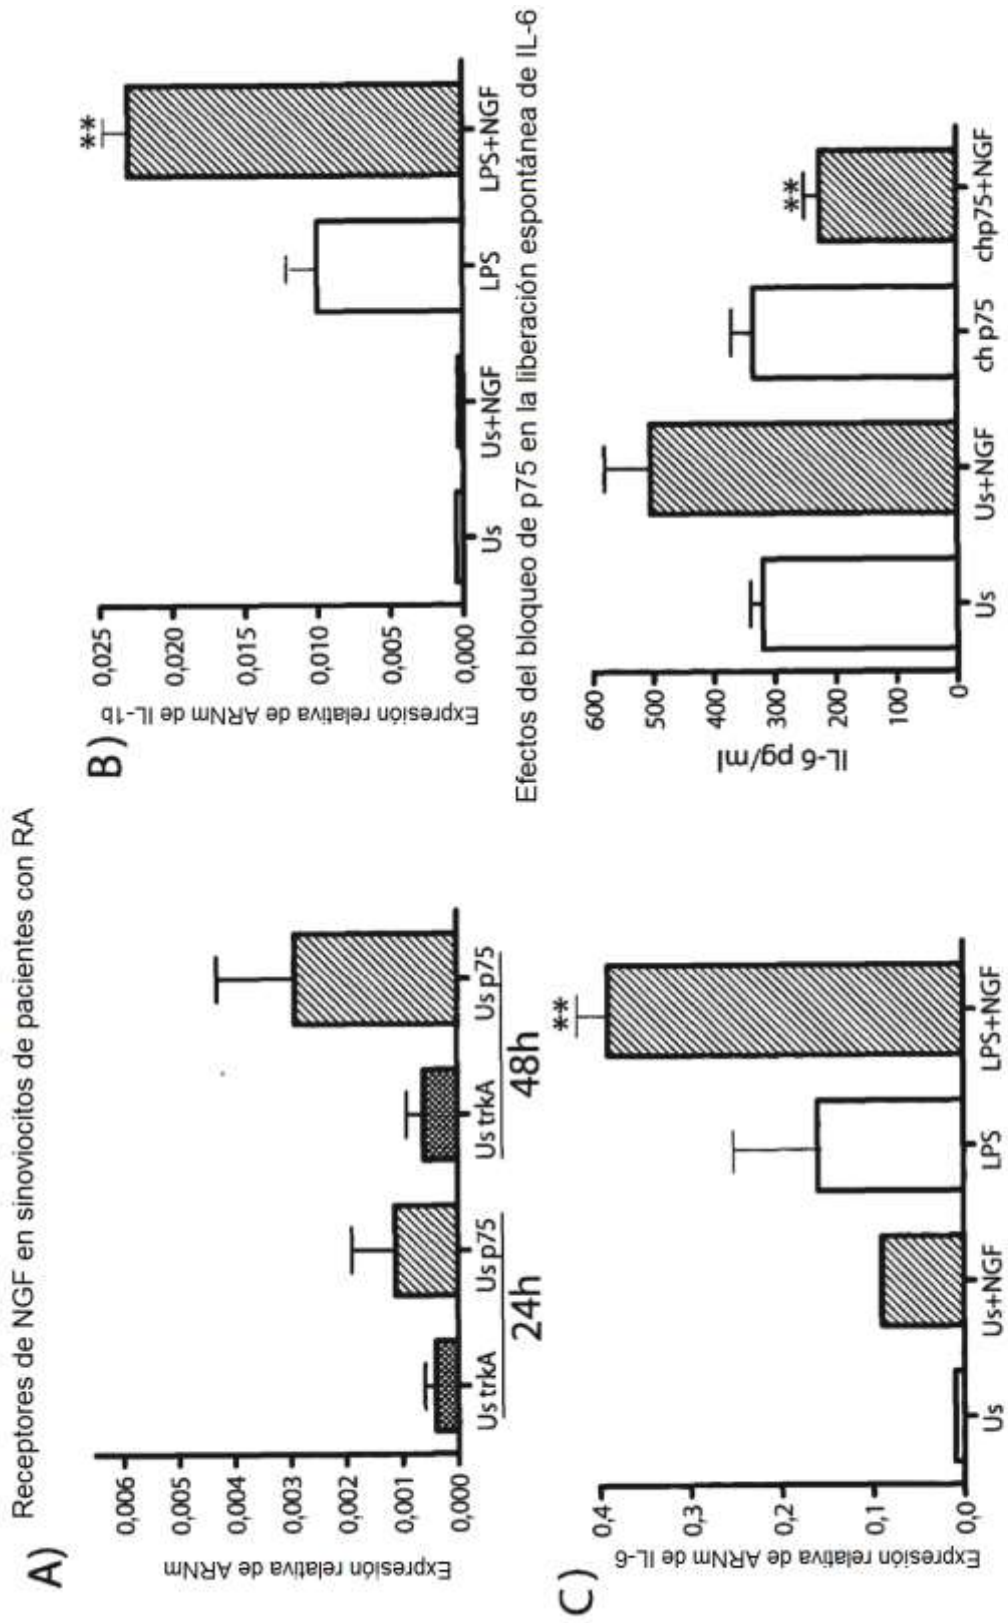 Receptores de NGF en sinoviocitos de pacientes con RA
A)
Expresión relativa de ARNm
0,006
0,005
0,004
0,003
0,002
0,001
0,000
Us trkA
Us p75
Us trkA
Us p75
24h
48h
B)
Expresión relativa de ARNm de IL-1b
0,025
0,020
0,015
0,010
0,005
0,000
**
Us
Us+NGF
LPS
LPS+NGF
C)
Expresión relativa de ARNm de IL-6
0,4
0,3
0,2
0,1
0,0
**
Us
Us+NGF
LPS
LPS+NGF
Efectos del bloqueo de p75 en la liberación espontánea de IL-6
IL-6 pg/ml
600
500
400
300
200
100
0
**
Us
Us+NGF
ch p75
chp75+NGF